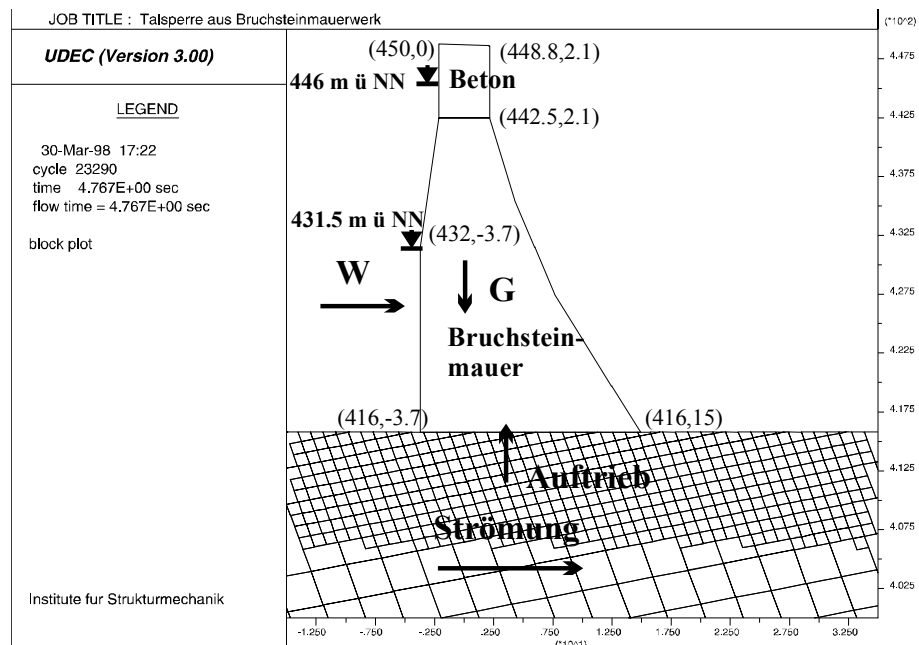 JOB TITLE : Talsperre aus Bruchsteinmauerwerk
UDEC (Version 3.00)
LEGEND
30-Mar-98 17:22
cycle 23290
time 4.767E+00 sec
flow time = 4.767E+00 sec
block plot
Institute fur Strukturmechanik
(450,0)
(448.8,2.1)
446 m ü NN
Beton
(442.5,2.1)
431.5 m ü NN
(432,-3.7)
W
G
Bruchstein-
mauer
(416,-3.7)
(416,15)
Auftrieb
Strömung
(*10^2)
4.475
4.425
4.375
4.325
4.275
4.225
4.175
4.125
4.075
4.025
-1.250 -.750 -.250 .250 .750 1.250 1.750 2.250 2.750 3.250
(*10^1)